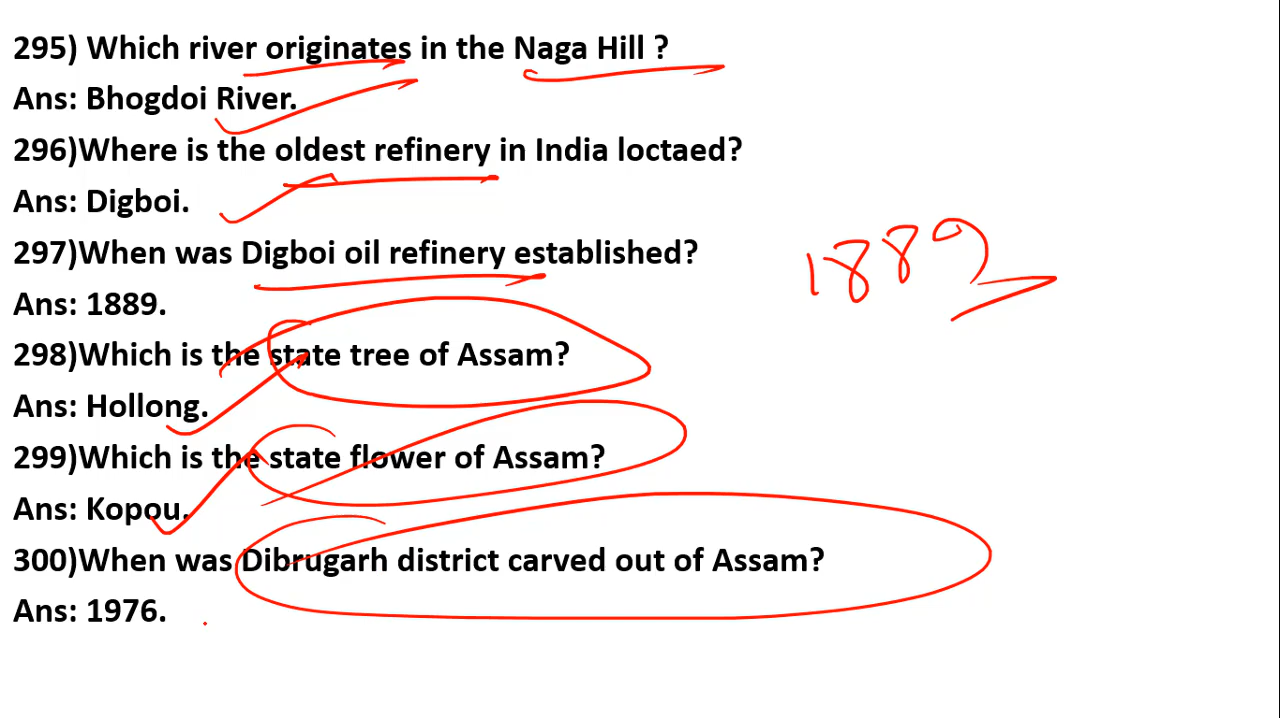 295) Which river originates in the Naga Hill ?
Ans: Bhogdoi River.
296)Where is the oldest refinery in India loctaed?
Ans: Digboi.
297)When was Digboi oil refinery established?
1889
Ans: 1889.
298)Which is the state tree of Assam?
Ans: Hollong.
299)Which is the state flower of Assam?
Ans: Kopou.
300)When was Dibrugarh district carved out of Assam?
Ans: 1976.